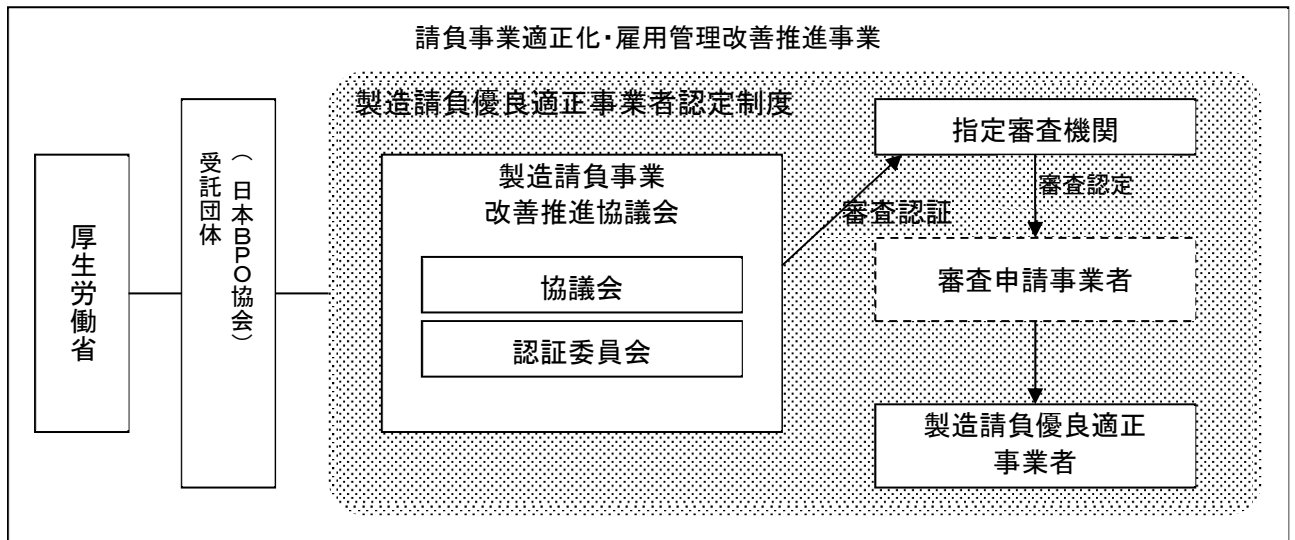 請負事業適正化・雇用管理改善推進事業
製造請負優良適正事業者認定制度
厚生労働省
受託団体
（日本BPO協会）
製造請負事業
改善推進協議会
協議会
認証委員会
審査認証
指定審査機関
審査認定
審査申請事業者
製造請負優良適正
事業者